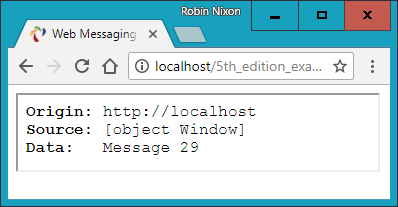 Robin Nixon
Web Messaging
localhost/5th_edition_exa...
Origin: http://localhost
Source: [object Window]
Data: Message 29